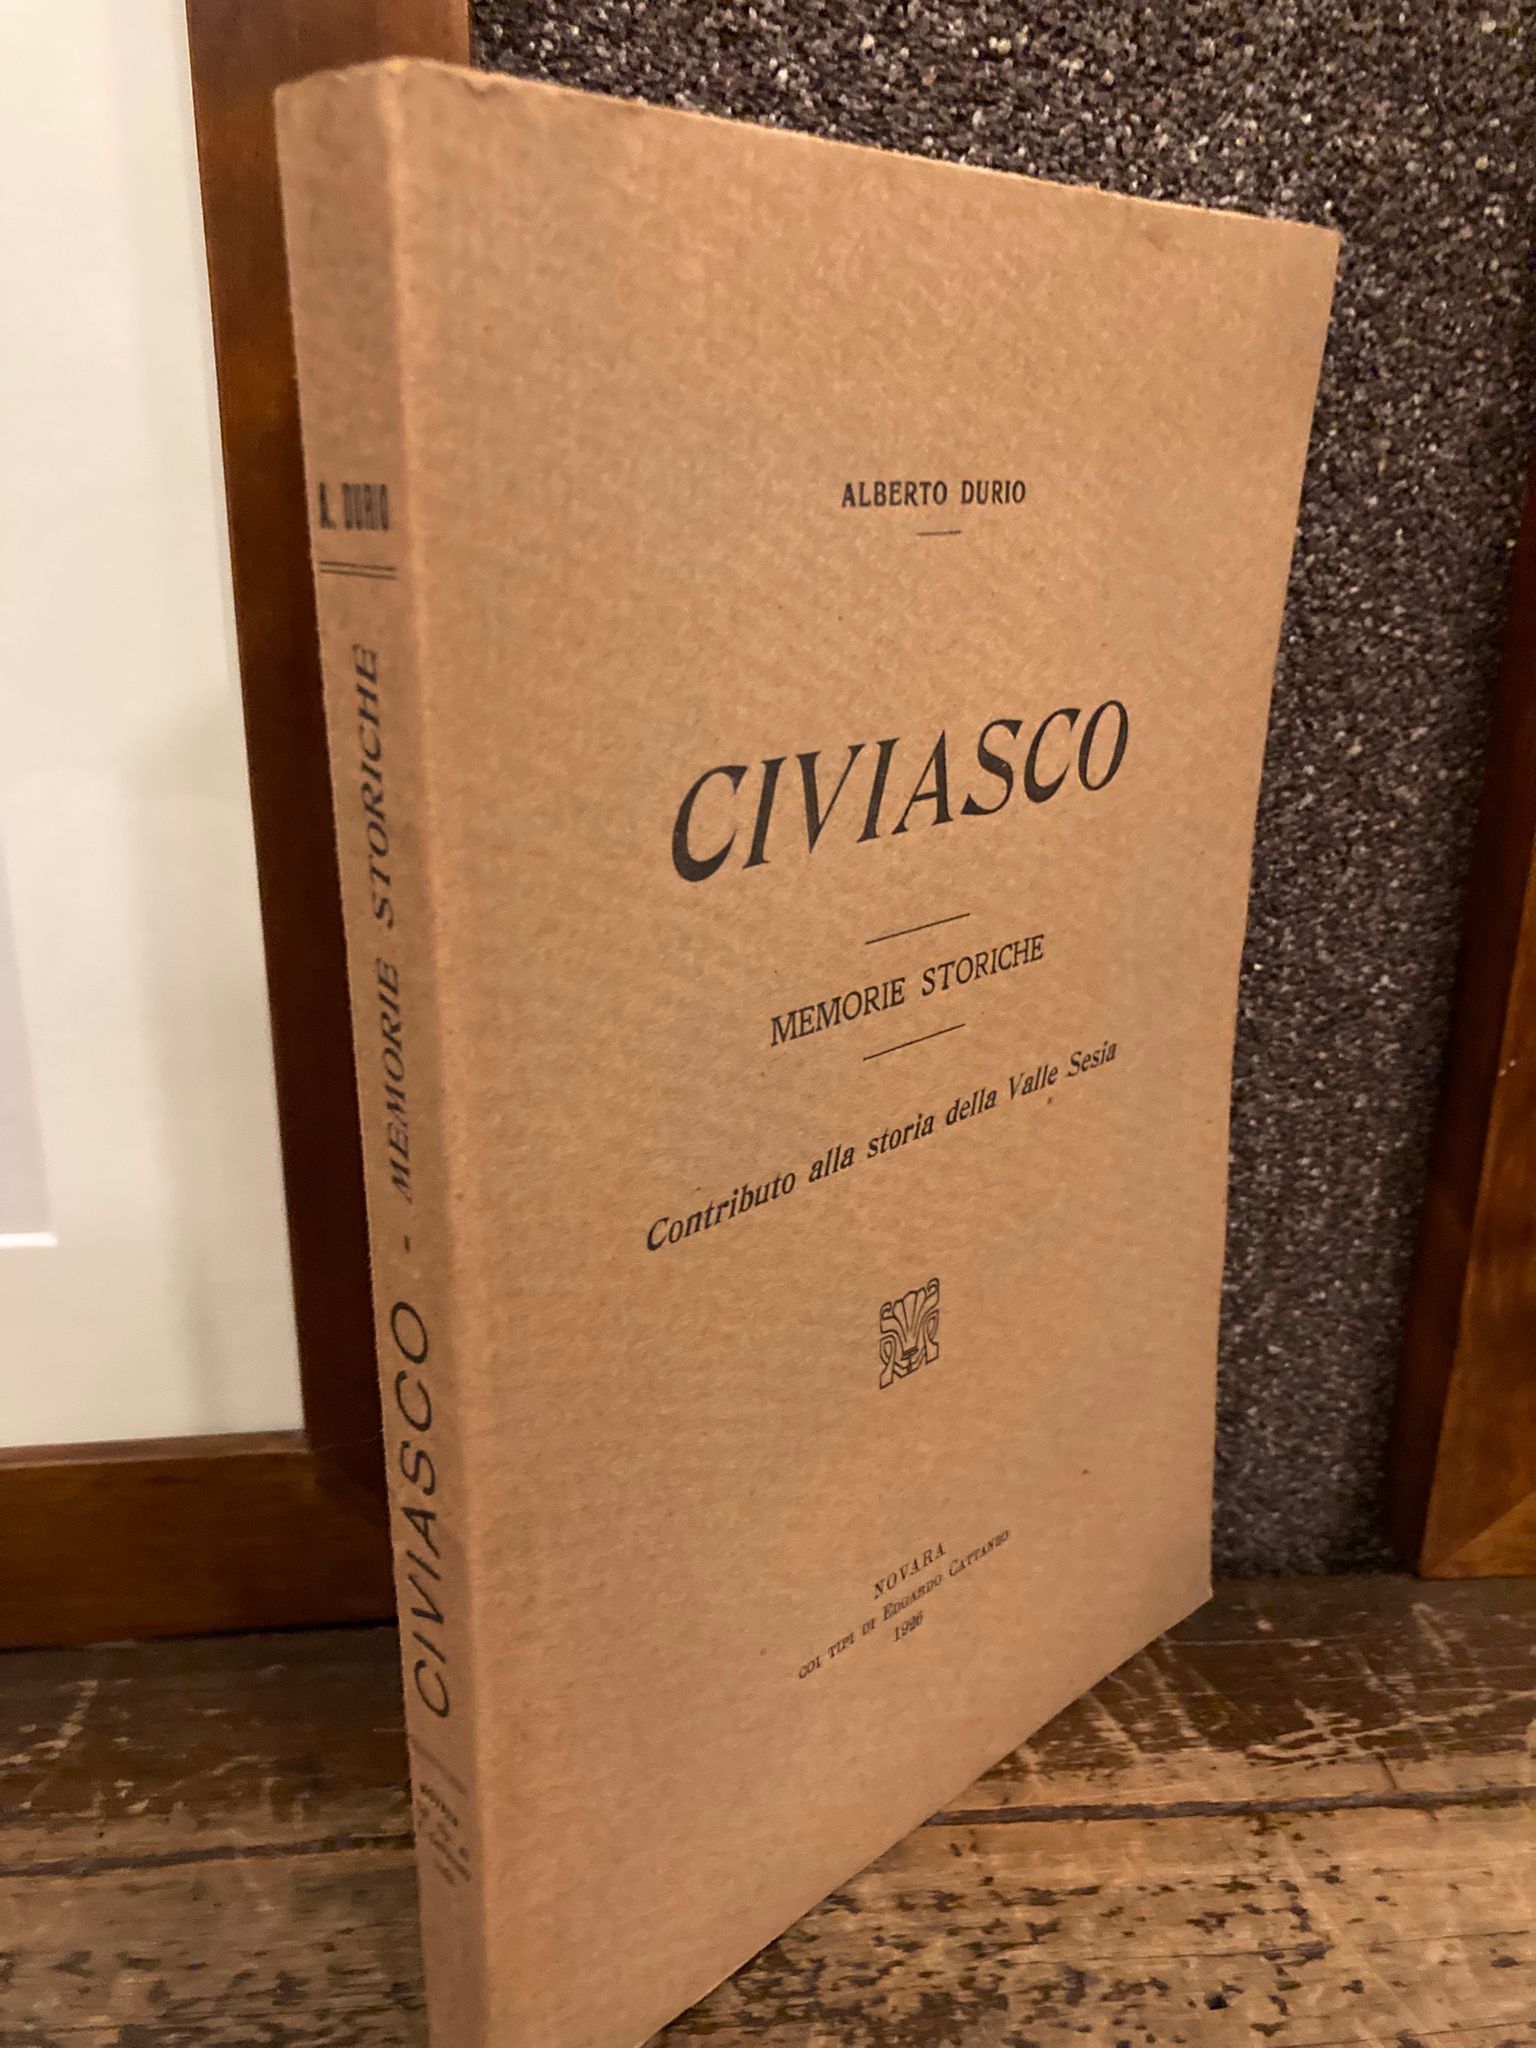 A. DURIO
CIVIASCO - MEMORIE STORICHE
ALBERTO DURIO
CIVIASCO
MEMORIE STORICHE
Contributo alla storia della Valle Sesia
NOVARA
COI TIPI DI EDGARDO CATTANEO
1926